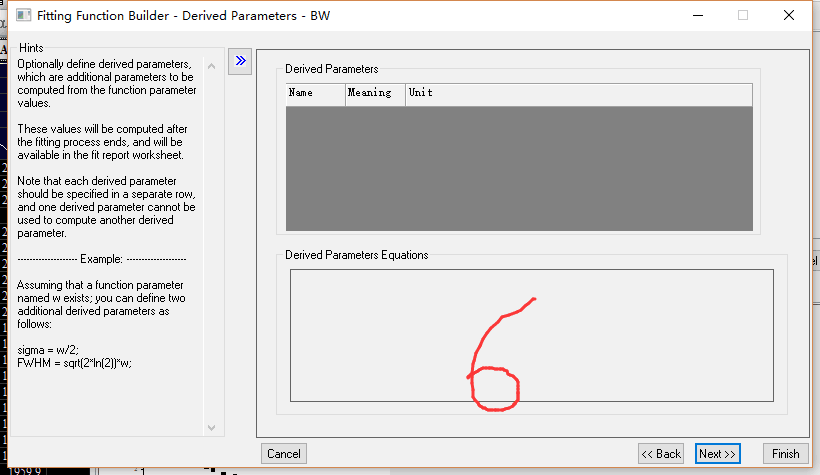 Fitting Function Builder - Derived Parameters - BW
Hints
Optionally define derived parameters,
which are additional parameters to be
computed from the function parameter
values.
These values will be computed after
the fitting process ends, and will be
available in the fit report worksheet.
Note that each derived parameter
should be specified in a separate row,
and one derived parameter cannot be
used to compute another derived
parameter.
-------------------- Example: --------------------
Assuming that a function parameter
named w exists; you can define two
additional derived parameters as
follows:
sigma = w/2;
FWHM = sqrt(2*ln(2))*w;
Derived Parameters
Name Meaning Unit
Derived Parameters Equations
6
Cancel << Back Next >> Finish
1959.9